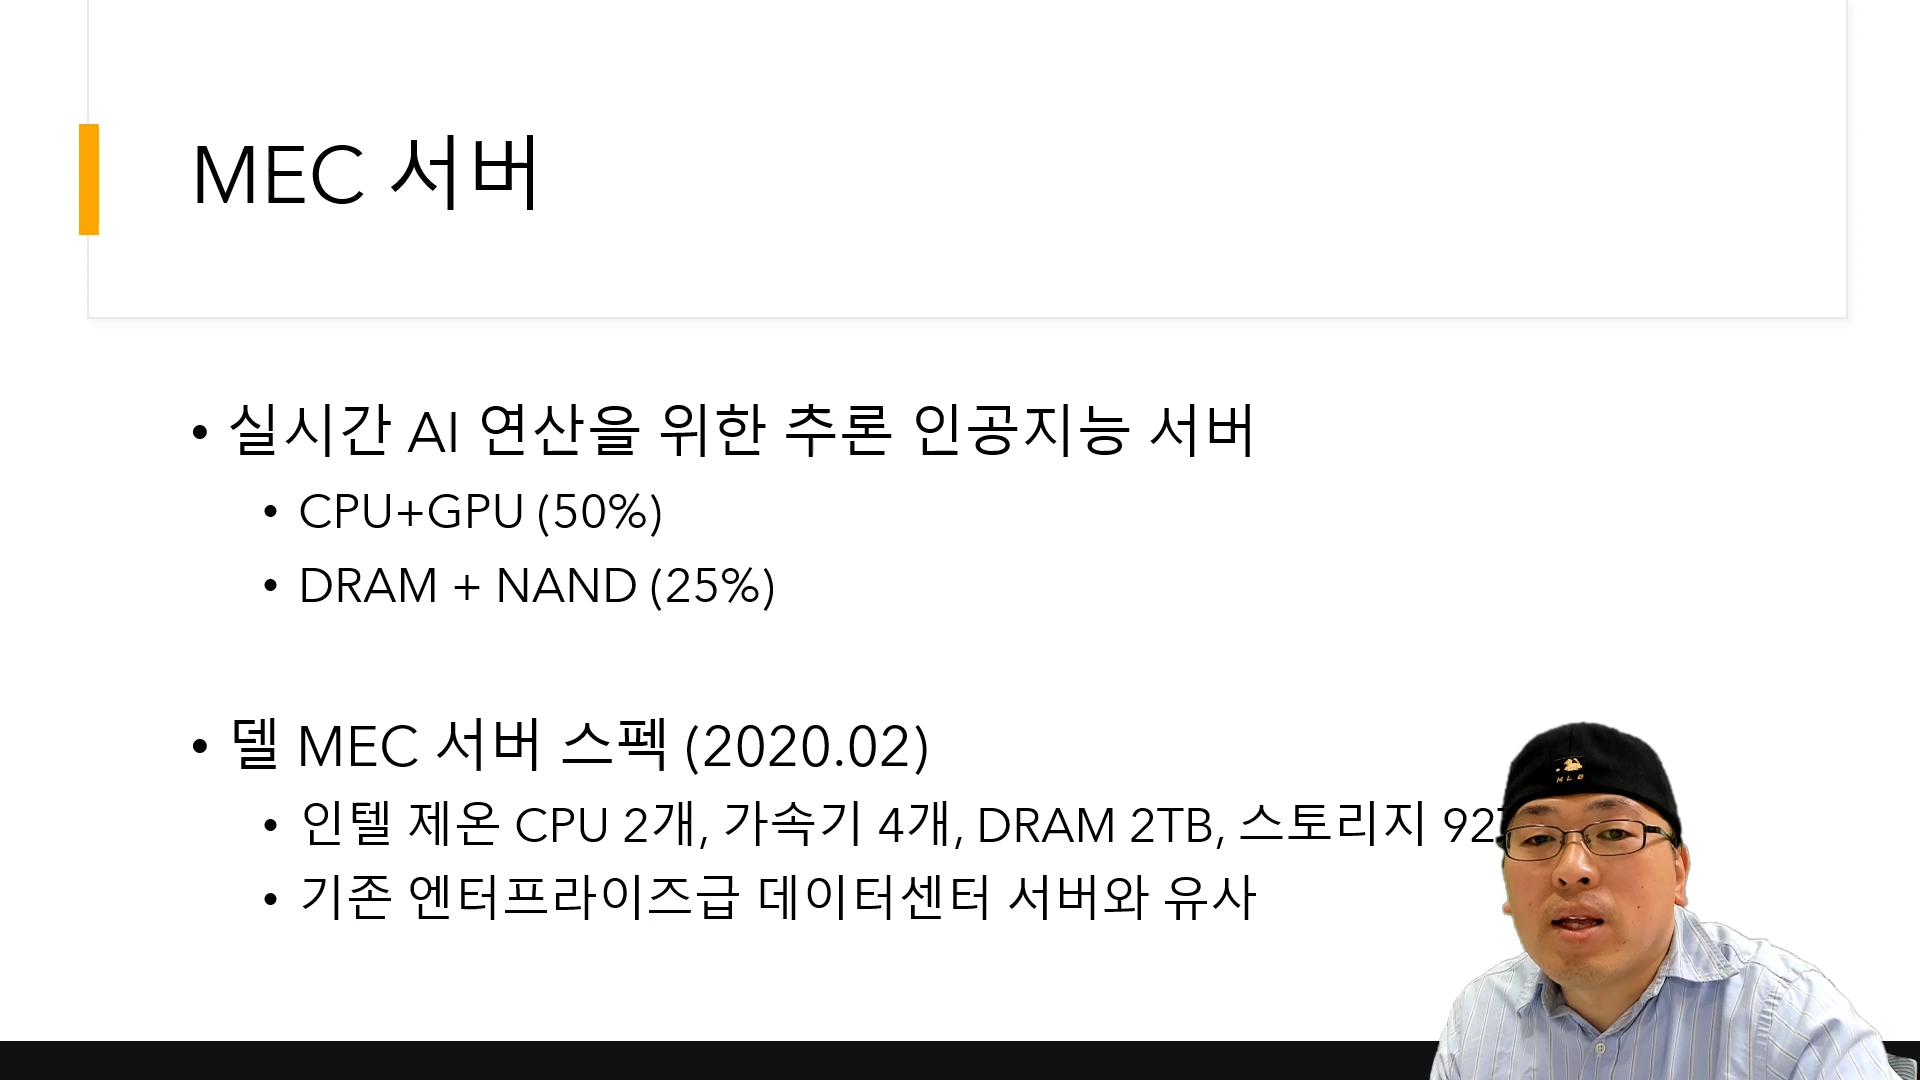 MEC 서버
• 실시간 AI 연산을 위한 추론 인공지능 서버
• CPU+GPU (50%)
• DRAM + NAND (25%)
• 델 MEC 서버 스펙 (2020.02)
• 인텔 제온 CPU 2개, 가속기 4개, DRAM 2TB, 스토리지
• 기존 엔터프라이즈급 데이터센터 서버와 유사
MLB